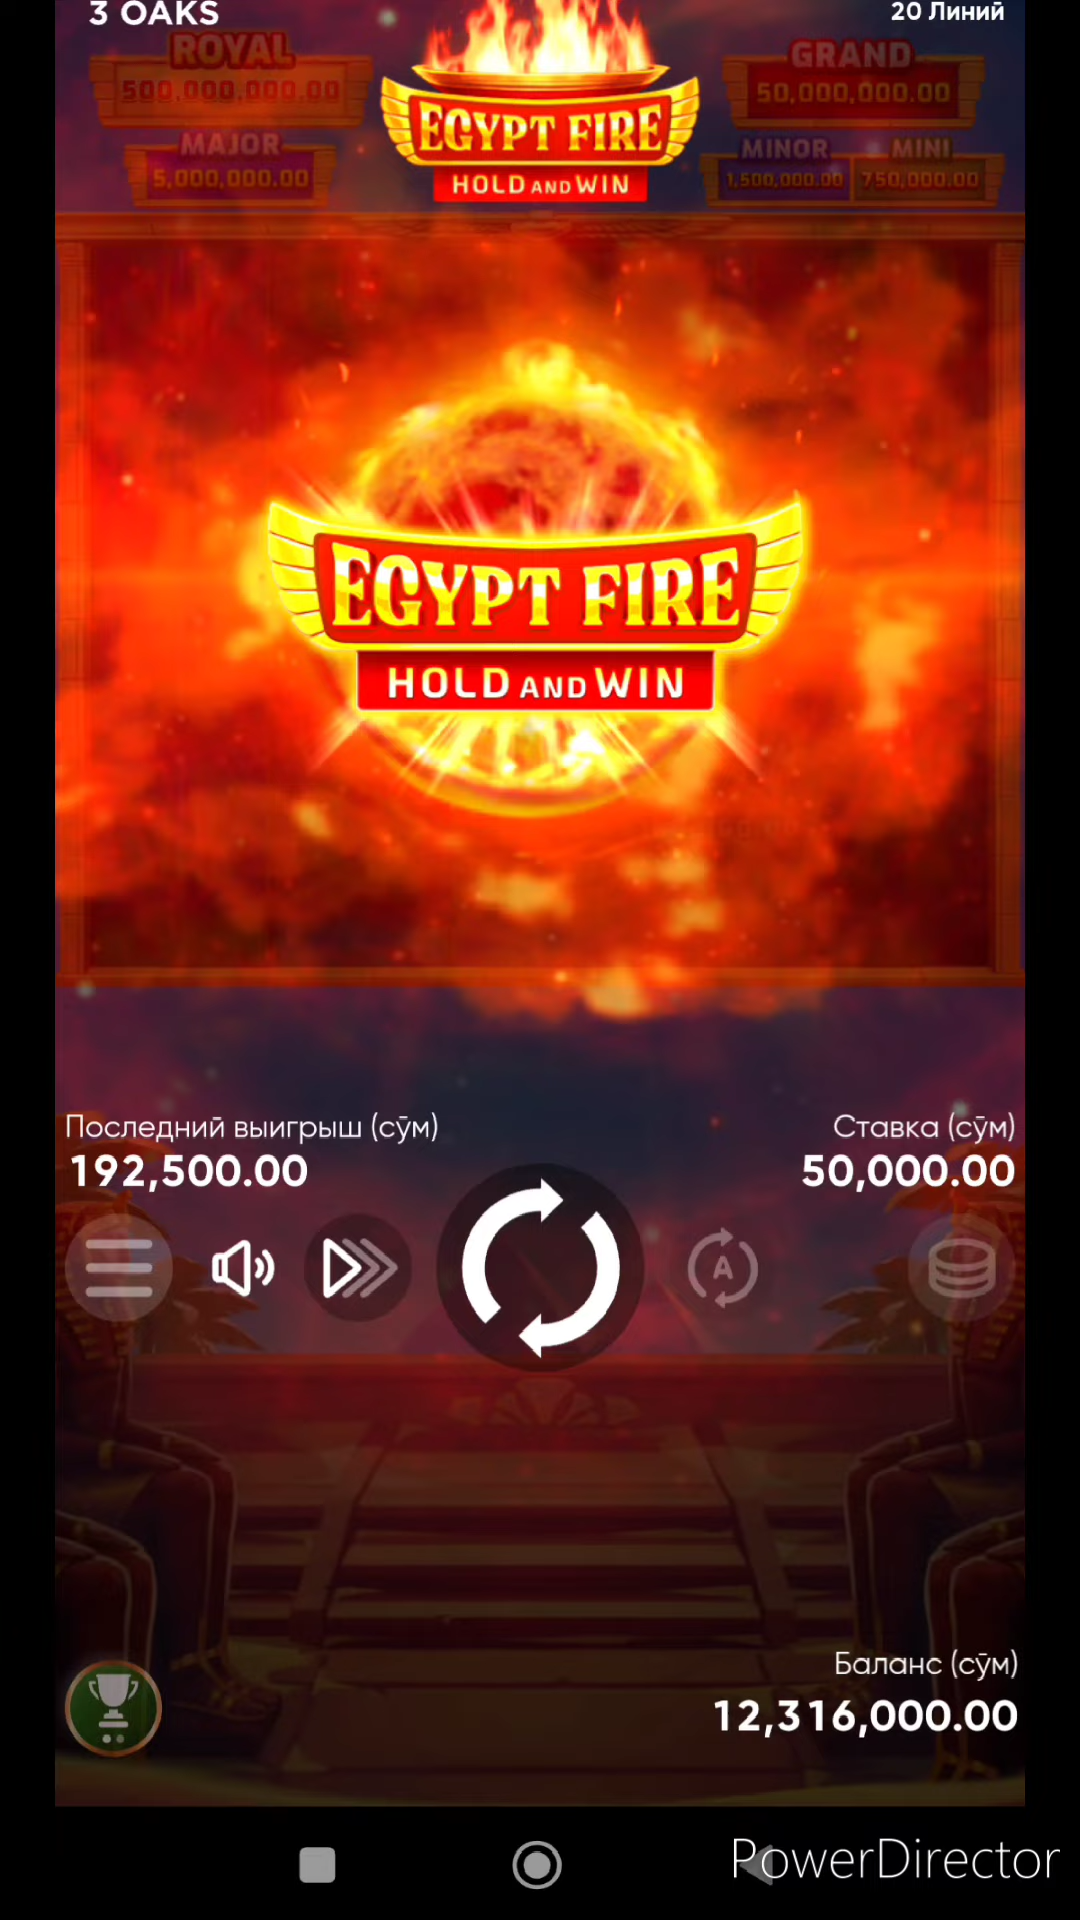 3 OAKS
20 Линий
ROYAL
500,000,000.00
GRAND
50,000,000.00
MAJOR
5,000,000.00
MINOR
1,500,000.00
MINI
750,000.00
EGYPT FIRE
HOLD AND WIN
EGYPT FIRE
HOLD AND WIN
Последний выигрыш (сўм)
192,500.00
Ставка (сўм)
50,000.00
A
Баланс (сўм)
12,316,000.00
PowerDirector